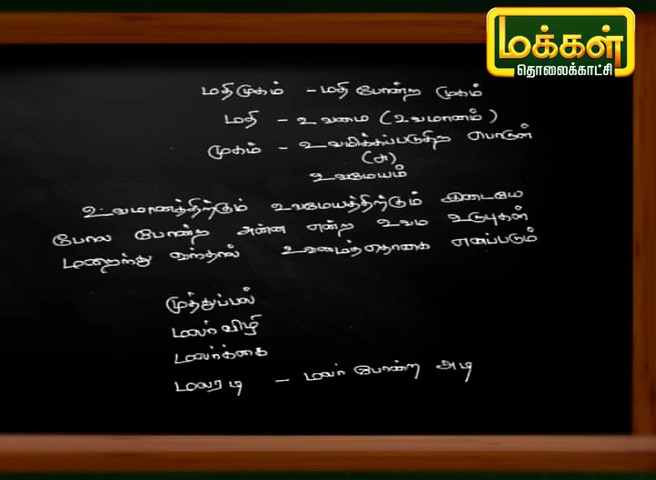 மக்கள்
தொலைக்காட்சி
மதிமுகம் - மதி போன்ற முகம்
மதி - உவமை (உவமானம்)
முகம் - உவமிக்கப்படுகிற பொருள்
(அ)
உவமேயம்
உவமானத்திற்கும் உவமேயத்திற்கும் இடையே
போல போன்ற அன்ன என்ற உவம உருபுகள்
மறைந்து வந்தால் உவமைத்தொகை எனப்படும்
முத்துப்பல்
மலர்விழி
மலர்க்கை
மலரடி - மலர் போன்ற அடி